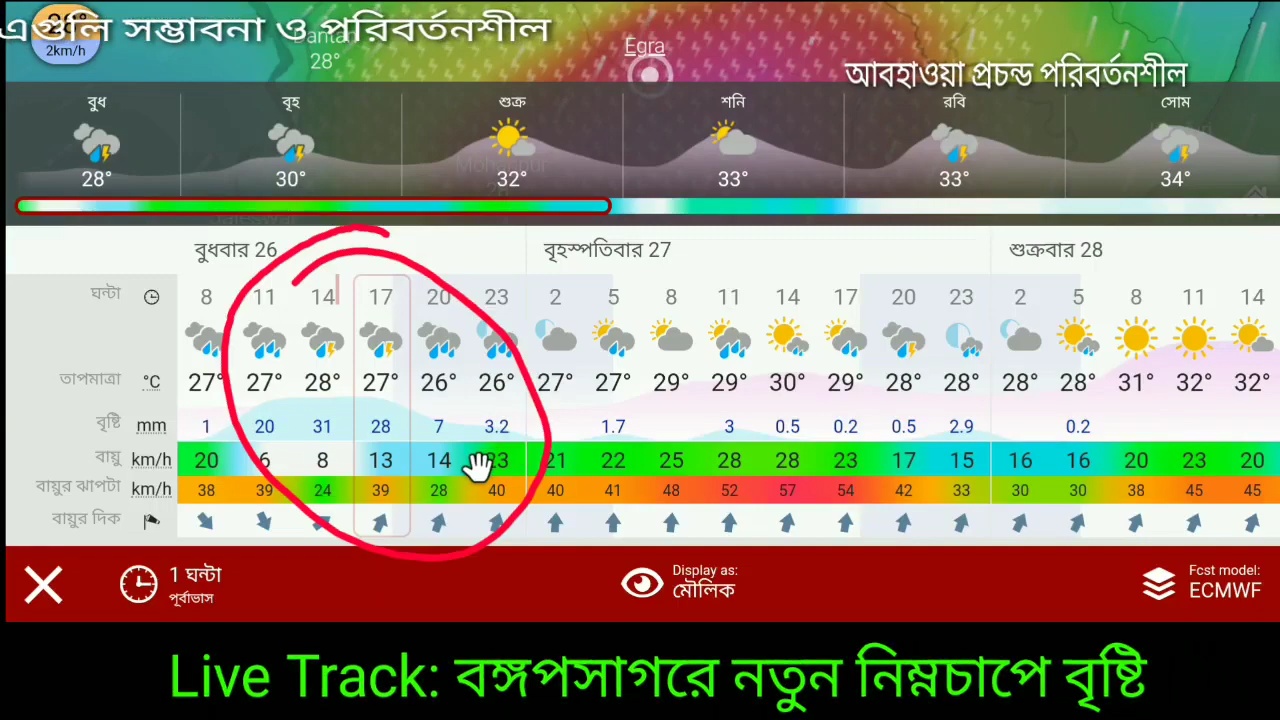 28°
এগুলি সম্ভাবনা ও পরিবর্তনশীল
2km/h
Dantan
28°
Egra
আবহাওয়া প্রচন্ড পরিবর্তনশীল
বুধ বৃহ শুক্র শনি রবি সোম
28° 30° 32° 33° 33° 34°
বুধবার 26 বৃহস্পতিবার 27 শুক্রবার 28
ঘন্টা 8 11 14 17 20 23 2 5 8 11 14 17 20 23 2 5 8 11 14
তাপমাত্রা °C 27° 27° 28° 27° 26° 26° 27° 27° 29° 29° 30° 29° 28° 28° 28° 28° 31° 32° 32°
বৃষ্টি mm 1 20 31 28 7 3.2 1.7 3 0.5 0.2 0.5 2.9 0.2
বায়ু km/h 20 6 8 13 14 23 21 22 25 28 28 23 17 15 16 16 20 23 20
বায়ুর ঝাপটা km/h 38 39 24 39 28 40 40 41 48 52 57 54 42 33 30 30 38 45 45
বায়ুর দিক
1 ঘন্টা
পূর্বাভাস
Display as:
মৌলিক
Fcst model:
ECMWF
Live Track: বঙ্গপসাগরে নতুন নিম্নচাপে বৃষ্টি